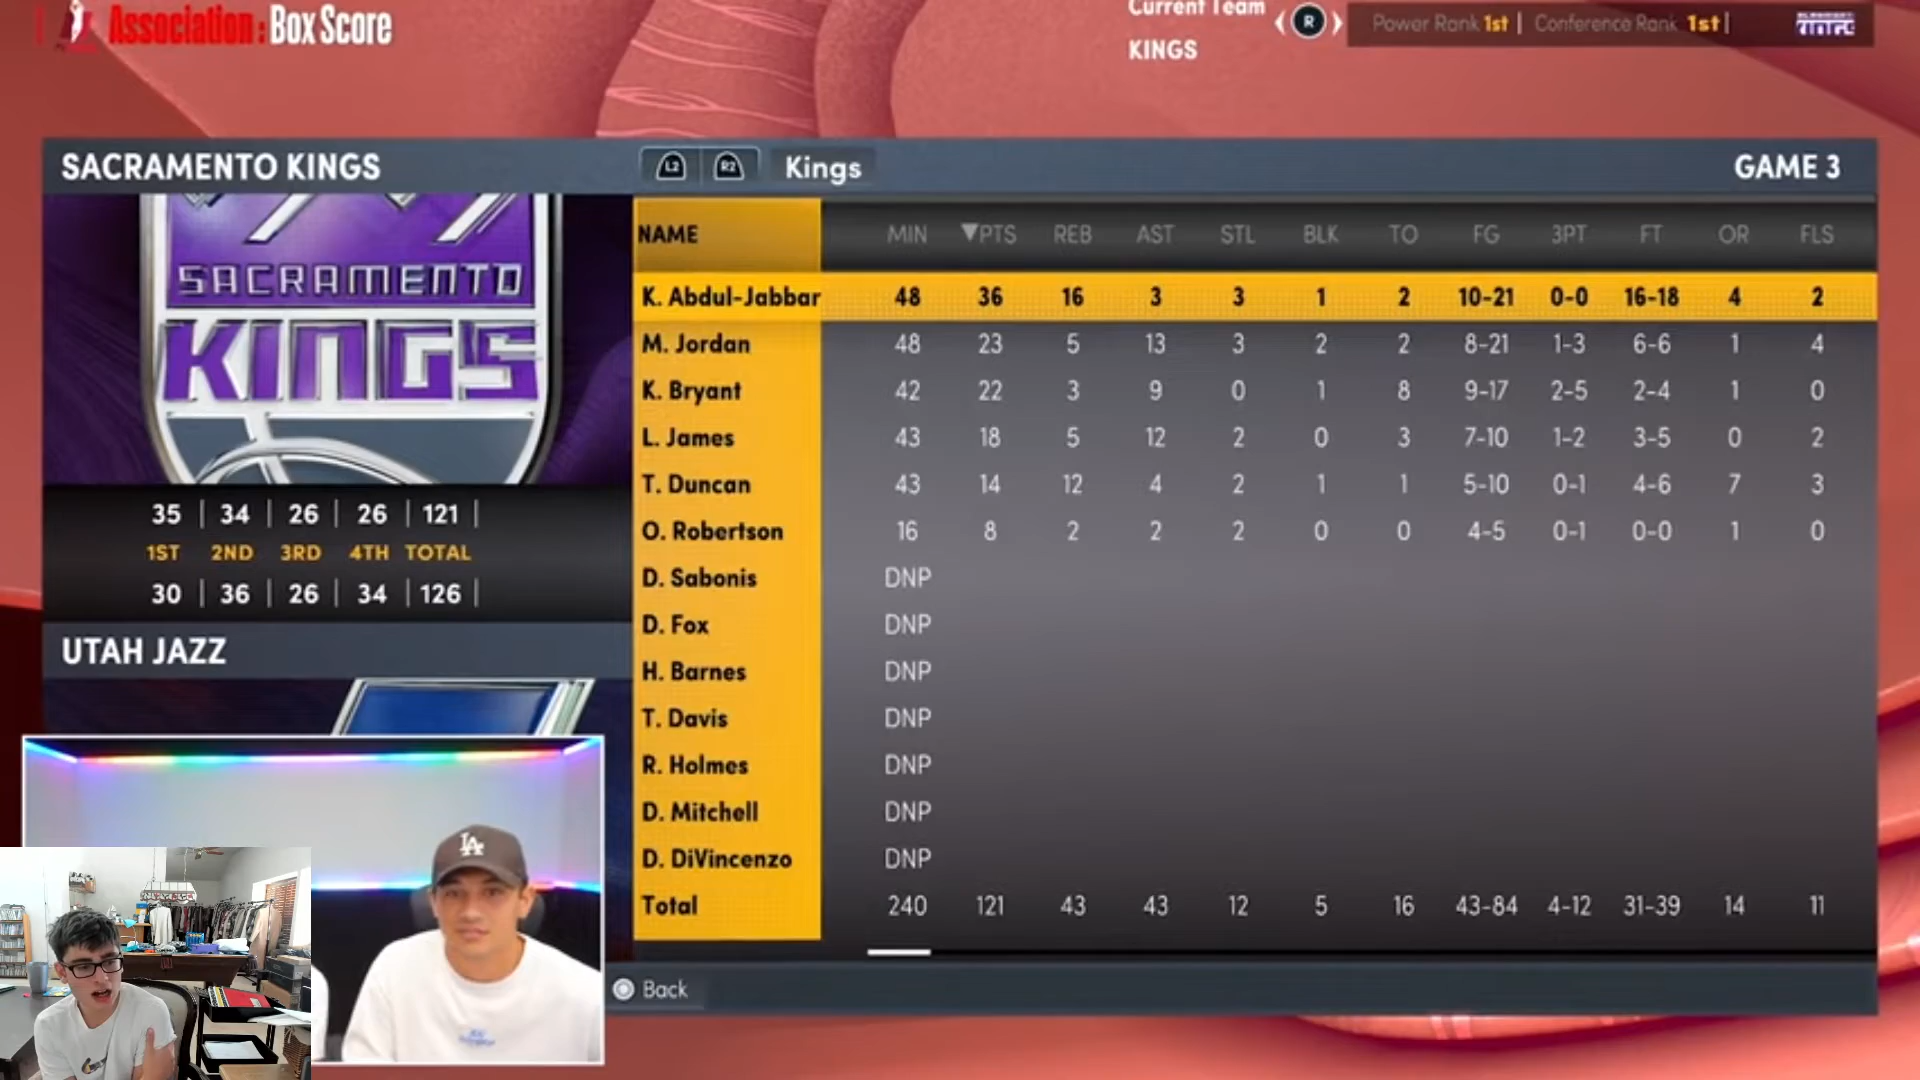 Association: Box Score
Current Team
KINGS
R
Power Rank 1st | Conference Rank 1st |
SACRAMENTO KINGS
L2 R2 Kings
GAME 3
SACRAMENTO
KINGS
35 | 34 | 26 | 26 | 121 |
1ST 2ND 3RD 4TH TOTAL
30 | 36 | 26 | 34 | 126 |
UTAH JAZZ
NAME MIN ▼PTS REB AST STL BLK TO FG 3PT FT OR FLS
K. Abdul-Jabbar 48 36 16 3 3 1 2 10-21 0-0 16-18 4 2
M. Jordan 48 23 5 13 3 2 2 8-21 1-3 6-6 1 4
K. Bryant 42 22 3 9 0 1 8 9-17 2-5 2-4 1 0
L. James 43 18 5 12 2 0 3 7-10 1-2 3-5 0 2
T. Duncan 43 14 12 4 2 1 1 5-10 0-1 4-6 7 3
O. Robertson 16 8 2 2 2 0 0 4-5 0-1 0-0 1 0
D. Sabonis DNP
D. Fox DNP
H. Barnes DNP
T. Davis DNP
R. Holmes DNP
D. Mitchell DNP
D. DiVincenzo DNP
Total 240 121 43 43 12 5 16 43-84 4-12 31-39 14 11
Back
LA